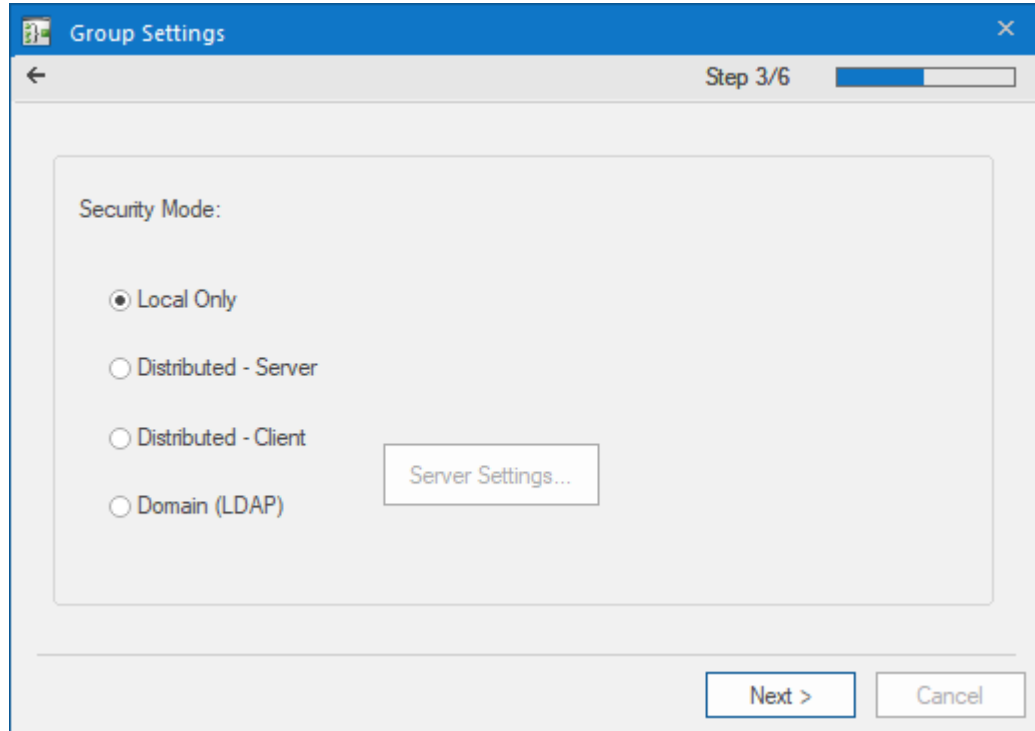 Group Settings
Step 3/6
Security Mode:
Local Only
Distributed - Server
Distributed - Client
Server Settings...
Domain (LDAP)
Next >
Cancel